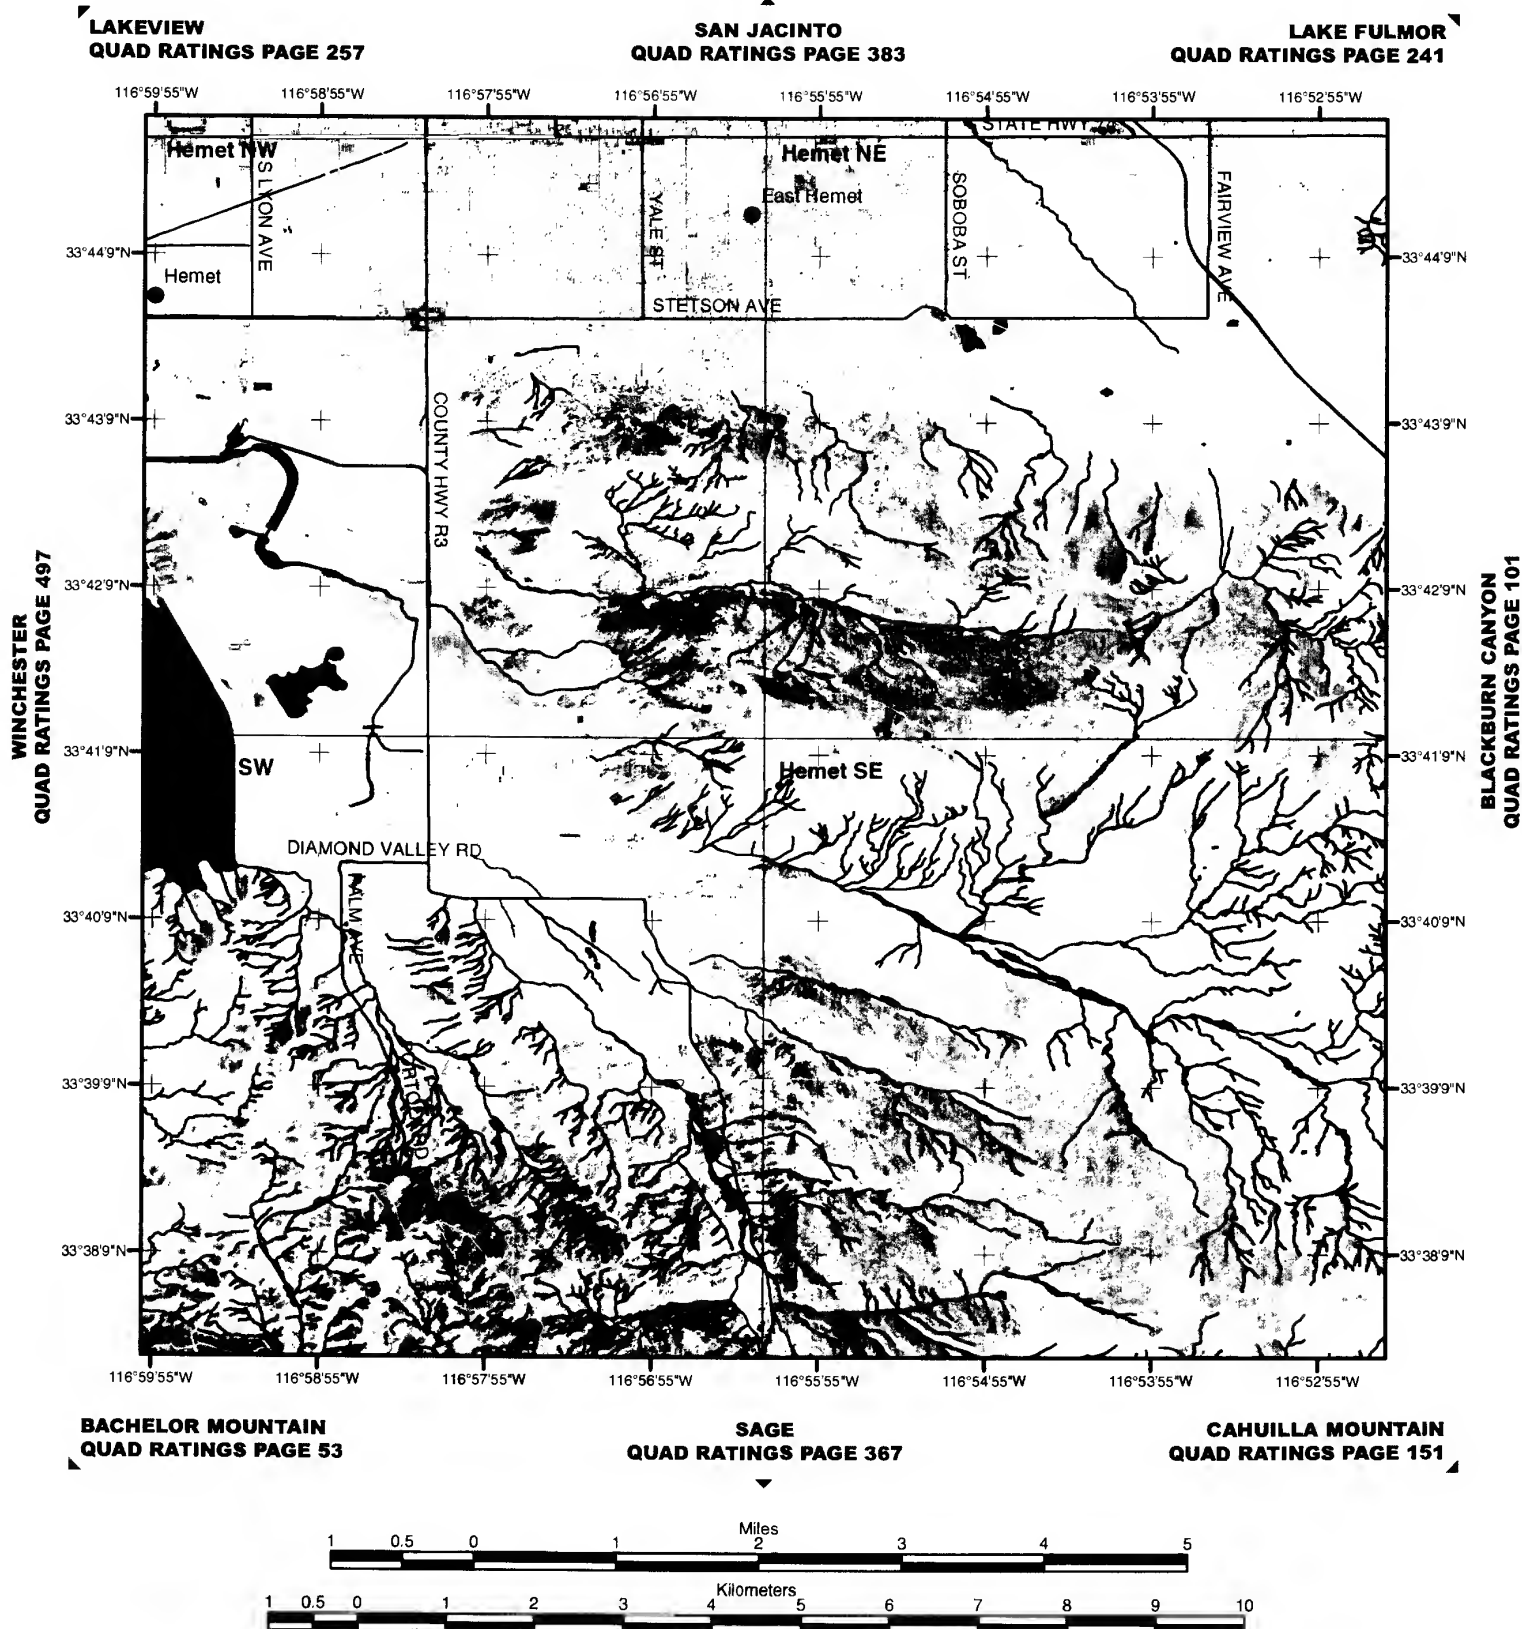 LAKEVIEW
QUAD RATINGS PAGE 257
SAN JACINTO
QUAD RATINGS PAGE 383
LAKE FULMOR
QUAD RATINGS PAGE 241
116°59'55"W 116°58'55"W 116°57'55"W 116°56'55"W 116°55'55"W 116°54'55"W 116°53'55"W 116°52'55"W
STATE HWY
Hemet NW
Hemet NE
S LYON AVE
YALE ST
East Hemet
SOBOBA ST
FAIRVIEW AVE
33°44'9"N
33°44'9"N
Hemet
STETSON AVE
33°43'9"N
33°43'9"N
COUNTY HWY R3
33°42'9"N
33°42'9"N
WINCHESTER
QUAD RATINGS PAGE 497
BLACKBURN CANYON
QUAD RATINGS PAGE 101
33°41'9"N
33°41'9"N
SW
Hemet SE
DIAMOND VALLEY RD
PALM AVE
33°40'9"N
33°40'9"N
33°39'9"N
33°39'9"N
33°38'9"N
33°38'9"N
116°59'55"W 116°58'55"W 116°57'55"W 116°56'55"W 116°55'55"W 116°54'55"W 116°53'55"W 116°52'55"W
BACHELOR MOUNTAIN
QUAD RATINGS PAGE 53
SAGE
QUAD RATINGS PAGE 367
CAHUILLA MOUNTAIN
QUAD RATINGS PAGE 151
Miles
1 0.5 0 1 2 3 4 5
Kilometers
1 0.5 0 1 2 3 4 5 6 7 8 9 10